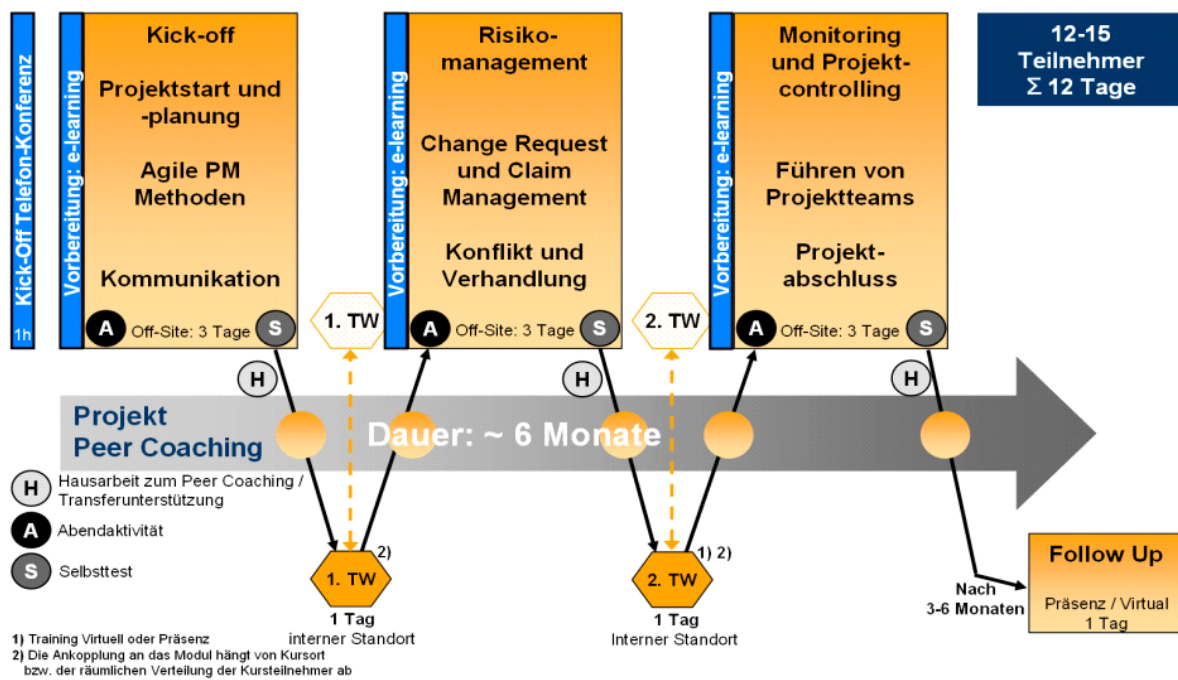 Kick-Off Telefon-Konferenz
1h
Vorbereitung: e-learning
Kick-off
Projektstart und
-planung
Agile PM
Methoden
Kommunikation
A
Off-Site: 3 Tage
S
1. TW
Vorbereitung: e-learning
Risiko-
management
Change Request
und Claim
Management
Konflikt und
Verhandlung
A
Off-Site: 3 Tage
S
2. TW
Vorbereitung: e-learning
Monitoring
und Projekt-
controlling
Führen von
Projektteams
Projekt-
abschluss
A
Off-Site: 3 Tage
S
12-15
Teilnehmer
Σ 12 Tage
H
H
H
Projekt
Peer Coaching
Dauer: ~ 6 Monate
H
Hausarbeit zum Peer Coaching /
Transferunterstützung
A
Abendaktivität
S
Selbsttest
1. TW
2)
1 Tag
interner Standort
2. TW
1) 2)
1 Tag
Interner Standort
Nach
3-6 Monaten
Follow Up
Präsenz / Virtual
1 Tag
1) Training Virtuell oder Präsenz
2) Die Ankopplung an das Modul hängt von Kursort
bzw. der räumlichen Verteilung der Kursteilnehmer ab